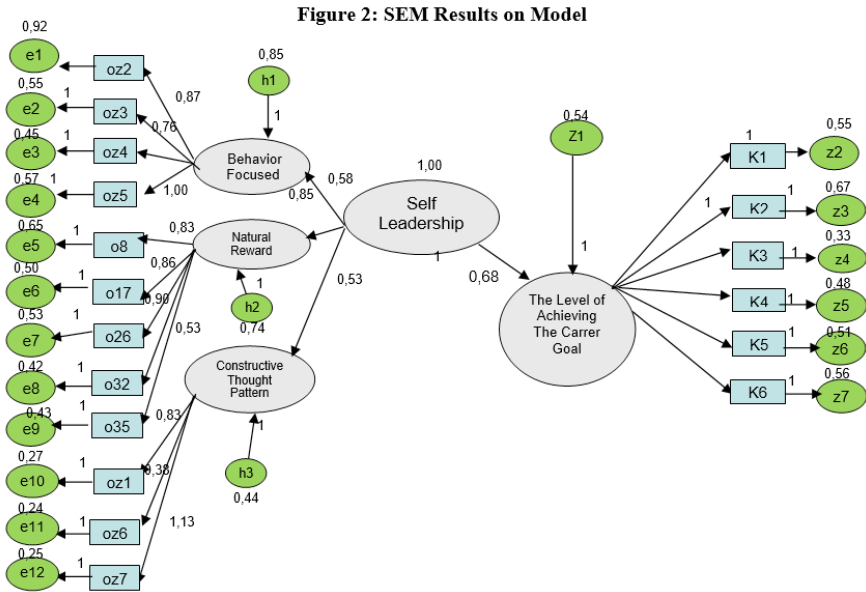 Figure 2: SEM Results on Model
0,92
e1
oz2
0,87
0,85
h1
1
0,55
e2
1
oz3
0,76
0,45
e3
1
oz4
0,57
e4
1
oz5
1,00
Behavior
Focused
0,58
0,85
1,00
Self
Leadership
1
0,54
Z1
1
0,68
0,53
0,65
e5
1
o8
0,83
Natural
Reward
0,50
e6
1
o17
0,86
0,53
e7
1
o26
0,90
0,42
e8
1
o32
0,53
0,43
e9
1
o35
1
h2
0,74
Constructive
Thought
Pattern
0,27
e10
1
oz1
0,83
0,24
e11
1
oz6
0,38
0,25
e12
1
oz7
1,13
1
h3
0,44
The Level of
Achieving
The Carrer
Goal
1
K1
0,55
z2
1
K2
1
0,67
z3
K3
1
0,33
z4
K4
1
0,48
z5
K5
1
0,51
z6
K6
1
0,56
z7